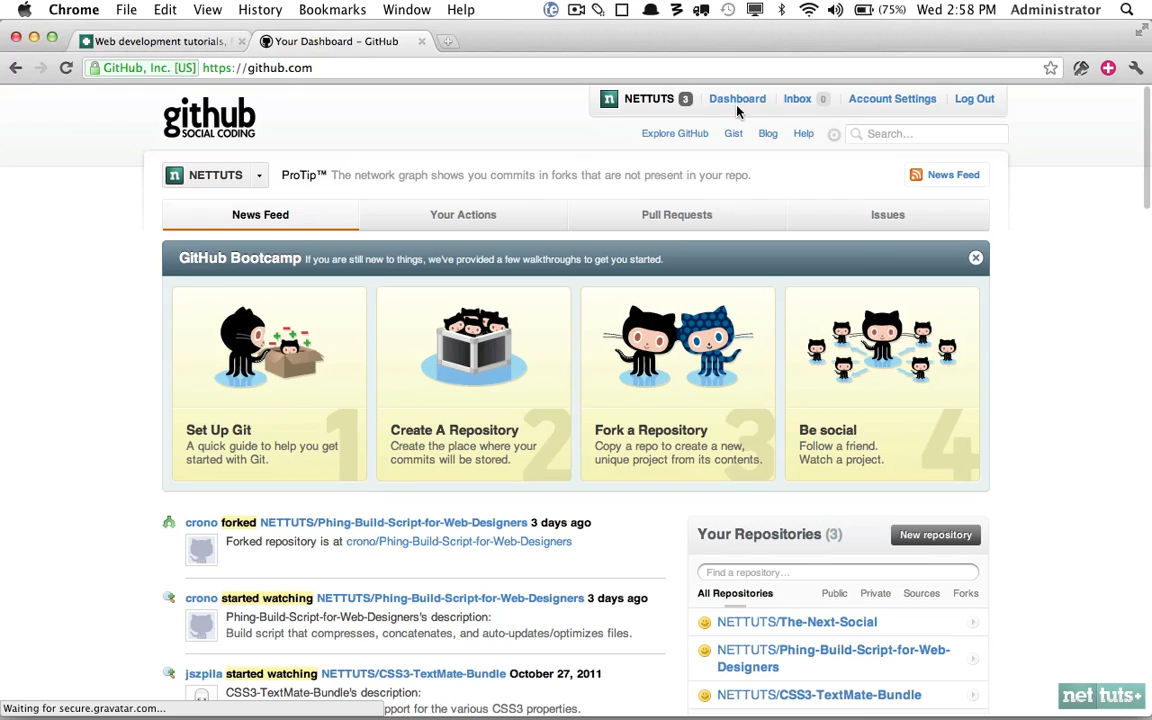 Chrome File Edit View History Bookmarks Window Help (75%) Wed 2:58 PM Administrator
Web development tutorials, Your Dashboard – GitHub
GitHub, Inc. [US] https://github.com
NETTUTS 3 Dashboard Inbox 0 Account Settings Log Out
github
SOCIAL CODING
Explore GitHub Gist Blog Help Search...
NETTUTS ProTip™ The network graph shows you commits in forks that are not present in your repo. News Feed
News Feed Your Actions Pull Requests Issues
GitHub Bootcamp If you are still new to things, we've provided a few walkthroughs to get you started.
Set Up Git
A quick guide to help you get
started with Git.
1
Create A Repository
Create the place where your
commits will be stored.
2
Fork a Repository
Copy a repo to create a new,
unique project from its contents.
3
Be social
Follow a friend.
Watch a project.
4
crono forked NETTUTS/Phing-Build-Script-for-Web-Designers 3 days ago
Forked repository is at crono/Phing-Build-Script-for-Web-Designers
crono started watching NETTUTS/Phing-Build-Script-for-Web-Designers 3 days ago
Phing-Build-Script-for-Web-Designers's description:
Build script that compresses, concatenates, and auto-updates/optimizes files.
jszpila started watching NETTUTS/CSS3-TextMate-Bundle October 27, 2011
CSS3-TextMate-Bundle's description:
port for the various CSS3 properties.
Your Repositories (3) New repository
Find a repository...
All Repositories Public Private Sources Forks
NETTUTS/The-Next-Social
NETTUTS/Phing-Build-Script-for-Web-
Designers
NETTUTS/CSS3-TextMate-Bundle
Waiting for secure.gravatar.com...
net tuts+